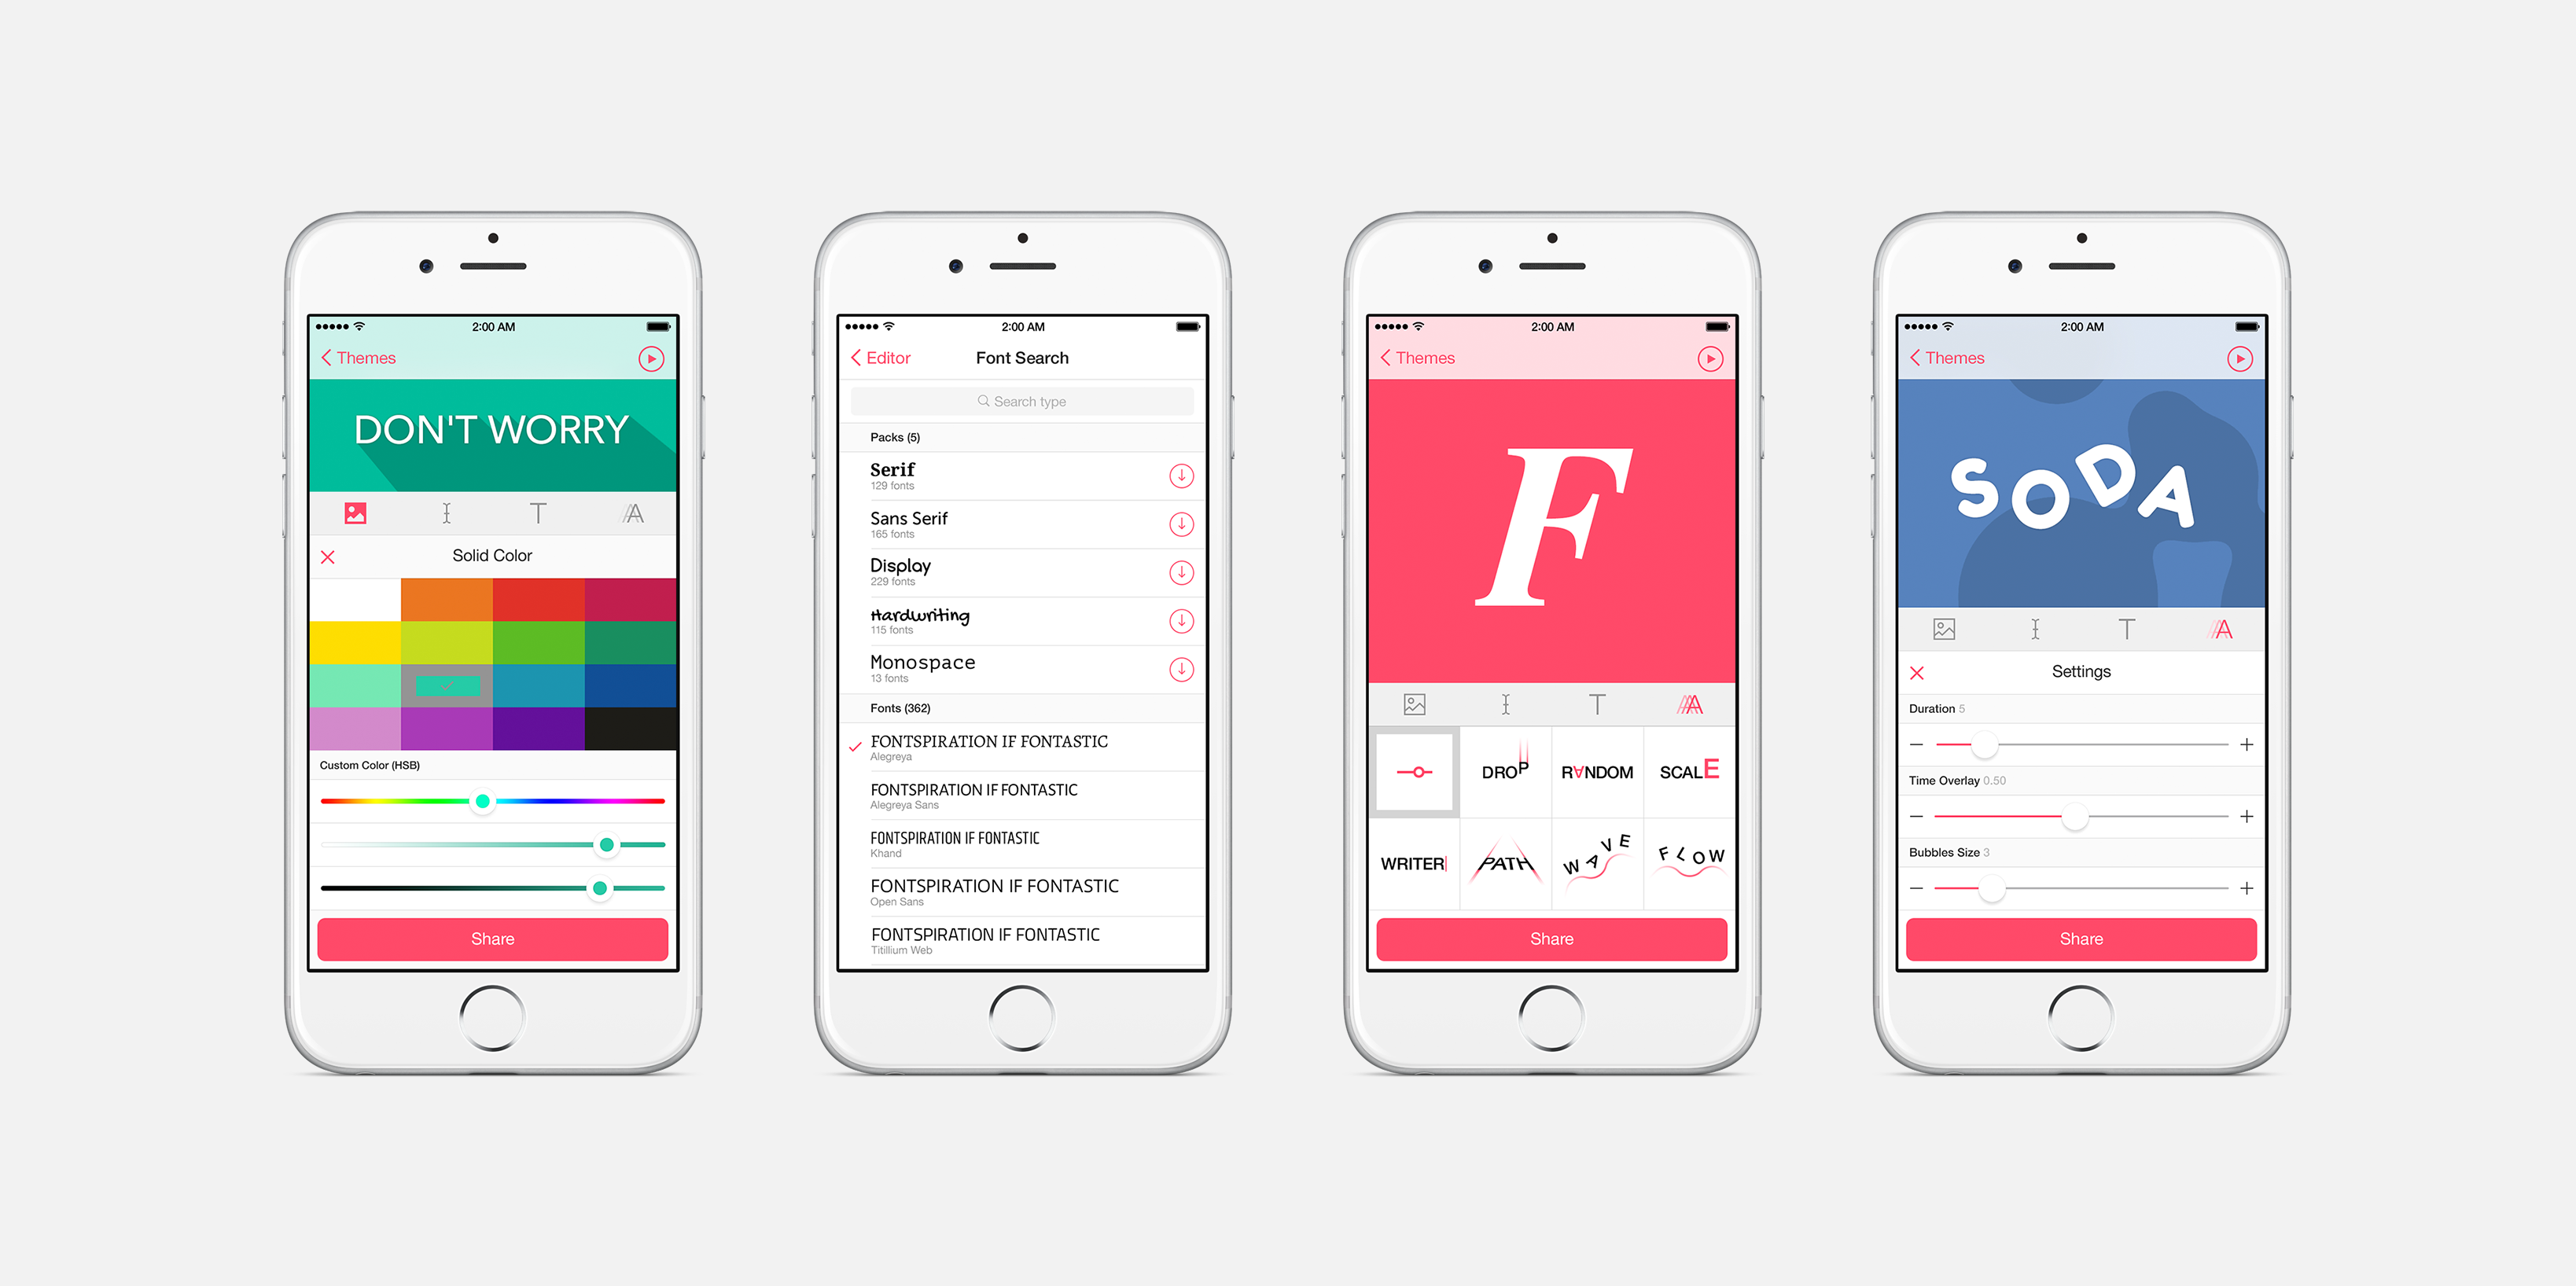 2:00 AM
Themes
DON'T WORRY
T
A
Solid Color
Custom Color (HSB)
Share
2:00 AM
Editor
Font Search
Search type
Packs (5)
Serif
129 fonts
Sans Serif
165 fonts
Display
229 fonts
Hardwriting
115 fonts
Monospace
13 fonts
Fonts (362)
FONTSPIRATION IF FONTASTIC
Alegreya
FONTSPIRATION IF FONTASTIC
Alegreya Sans
FONTSPIRATION IF FONTASTIC
Khand
FONTSPIRATION IF FONTASTIC
Open Sans
FONTSPIRATION IF FONTASTIC
Titillium Web
2:00 AM
Themes
F
T
A
DROP
RANDOM
SCALE
WRITER
PATH
WAVE
FLOW
Share
2:00 AM
Themes
SODA
T
A
Settings
Duration 5
Time Overlay 0.50
Bubbles Size 3
Share